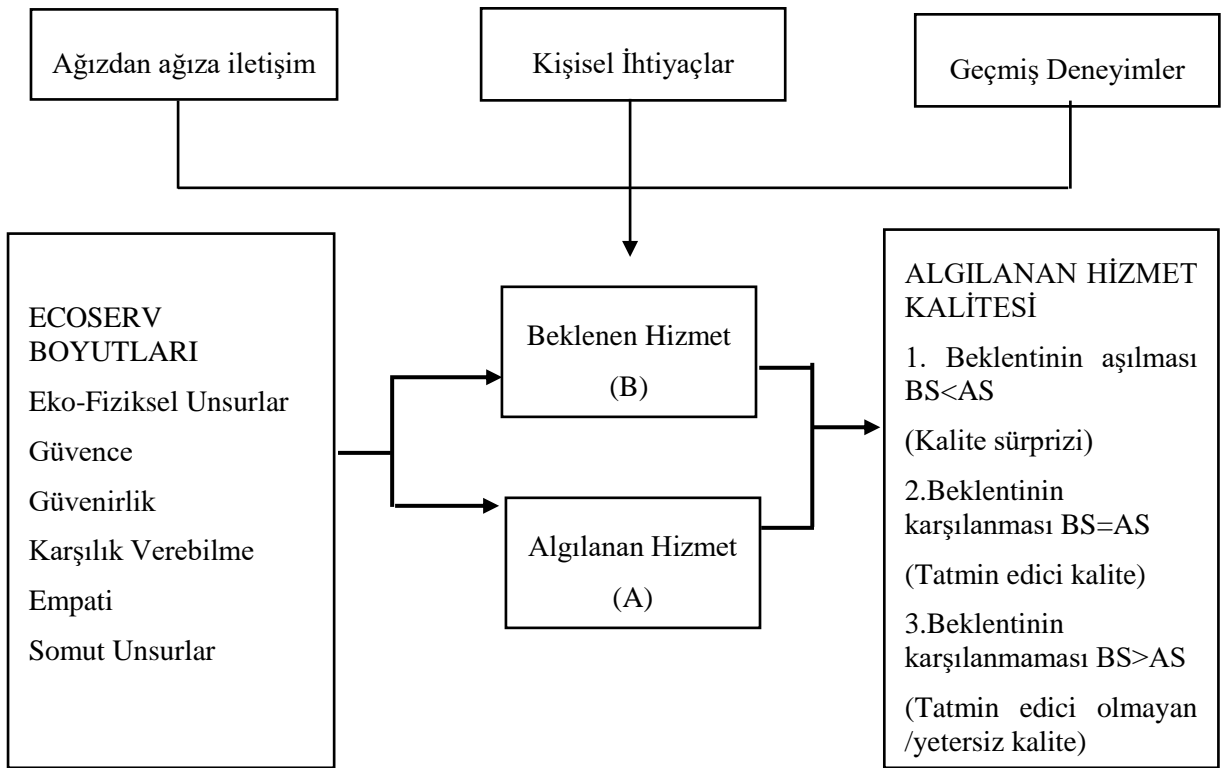 Ağızdan ağıza iletişim
Kişisel İhtiyaçlar
Geçmiş Deneyimler
ECOSERV
BOYUTLARI
Eko-Fiziksel Unsurlar
Güvence
Güvenirlik
Karşılık Verebilme
Empati
Somut Unsurlar
Beklenen Hizmet
(B)
Algılanan Hizmet
(A)
ALGILANAN HİZMET
KALİTESİ
1. Beklentinin aşılması
BS<AS
(Kalite sürprizi)
2.Beklentinin
karşılanması BS=AS
(Tatmin edici kalite)
3.Beklentinin
karşılanmaması BS>AS
(Tatmin edici olmayan
/yetersiz kalite)